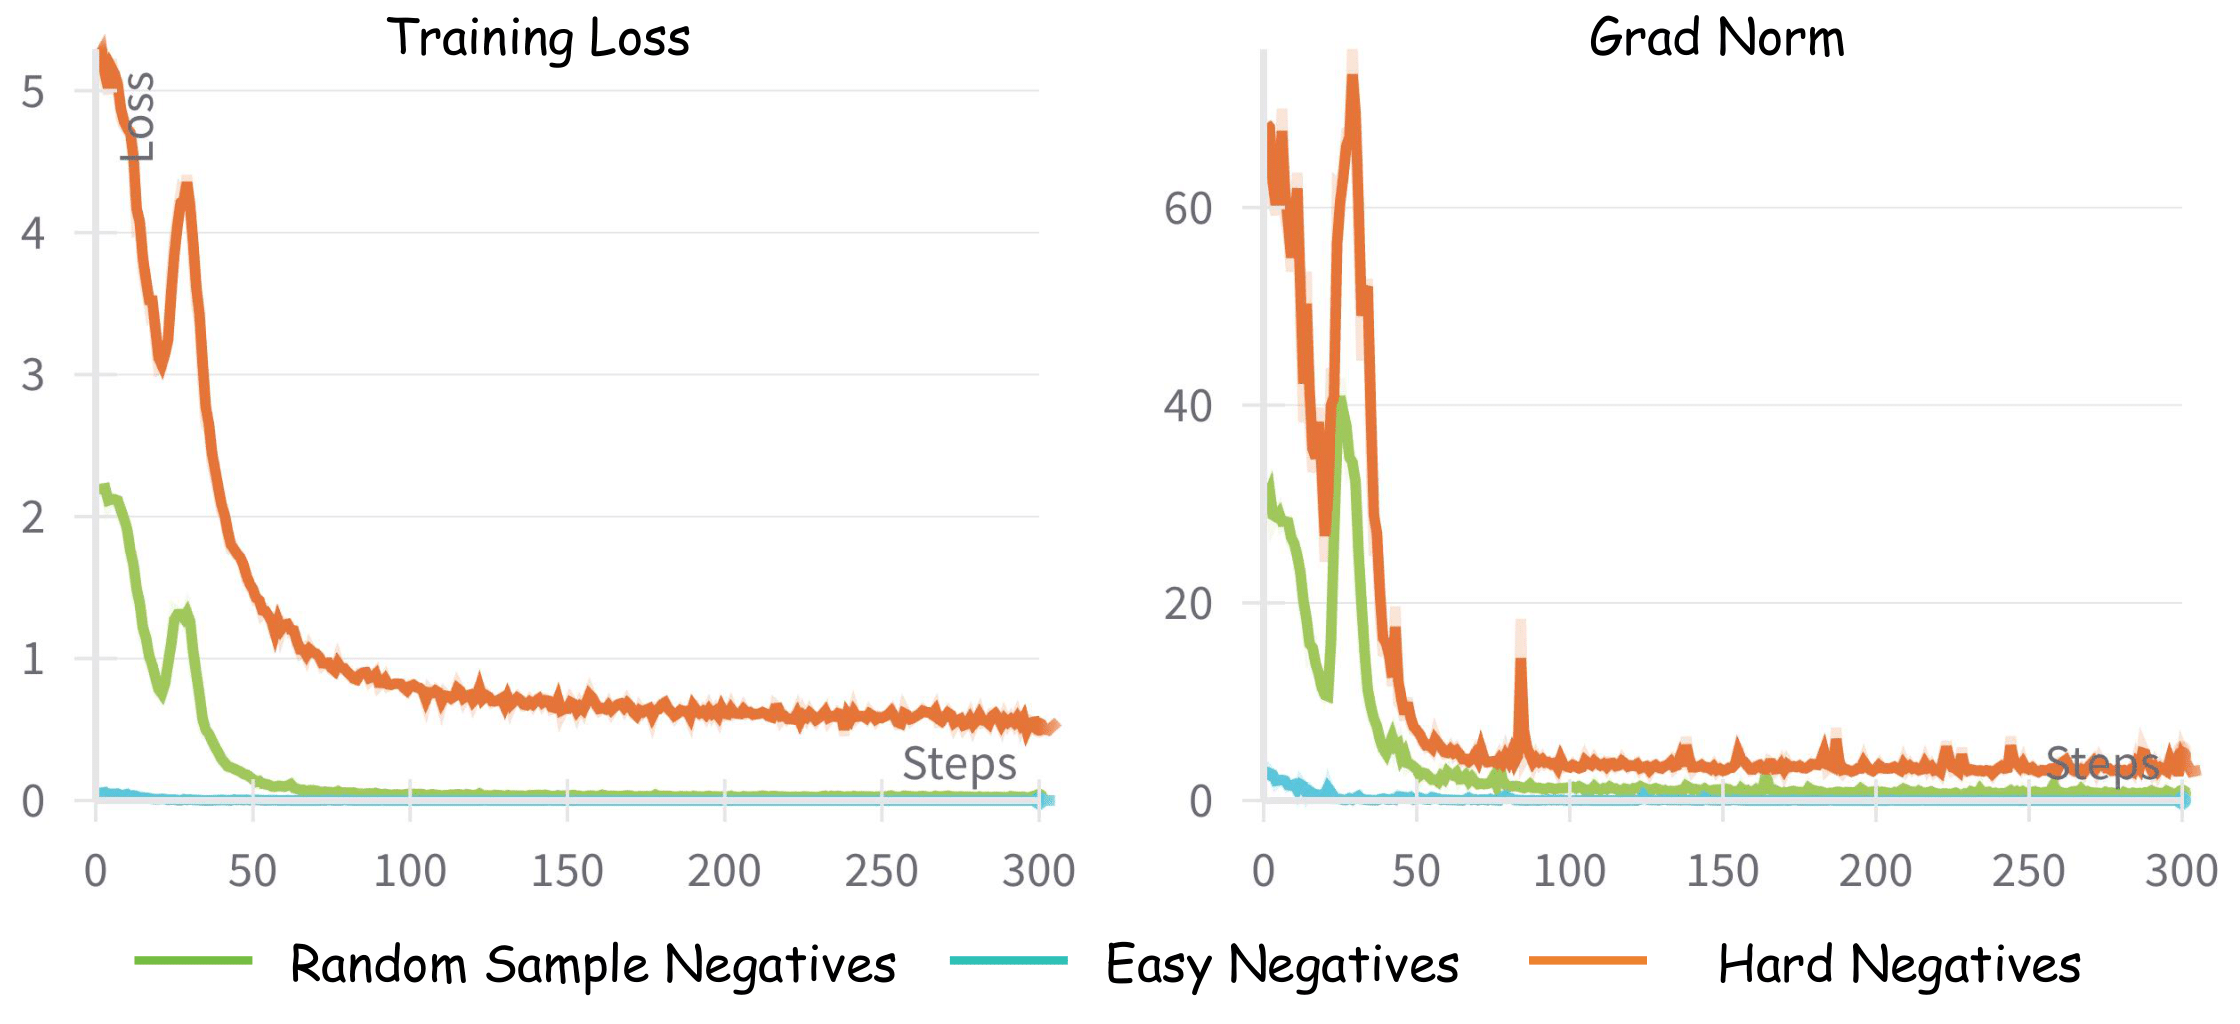 Training Loss
Grad Norm
Loss
5
4
3
2
1
0
Steps
0 50 100 150 200 250 300
60
40
20
0
Steps
0 50 100 150 200 250 300
Random Sample Negatives Easy Negatives Hard Negatives